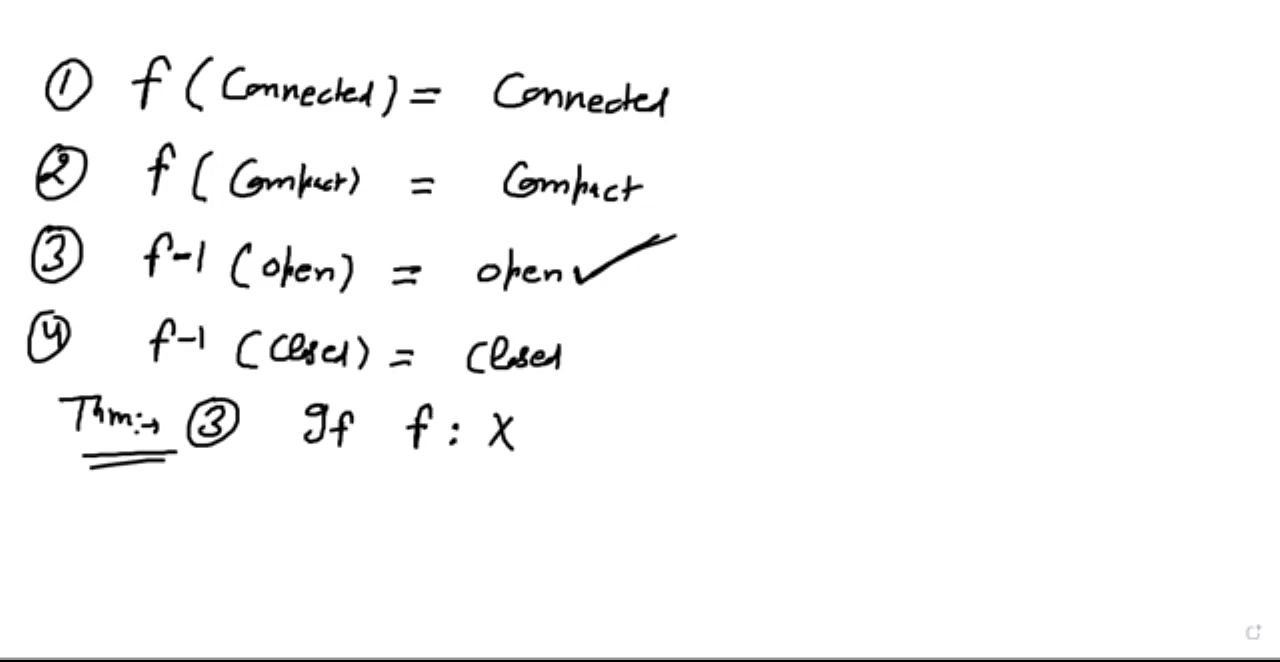 ① f (Connected) = Connected
② f (Compact) = Compact
③ f-1 (open) = open ✓
④ f-1 (Closed) = Closed
Thm:→ ③ If f : X